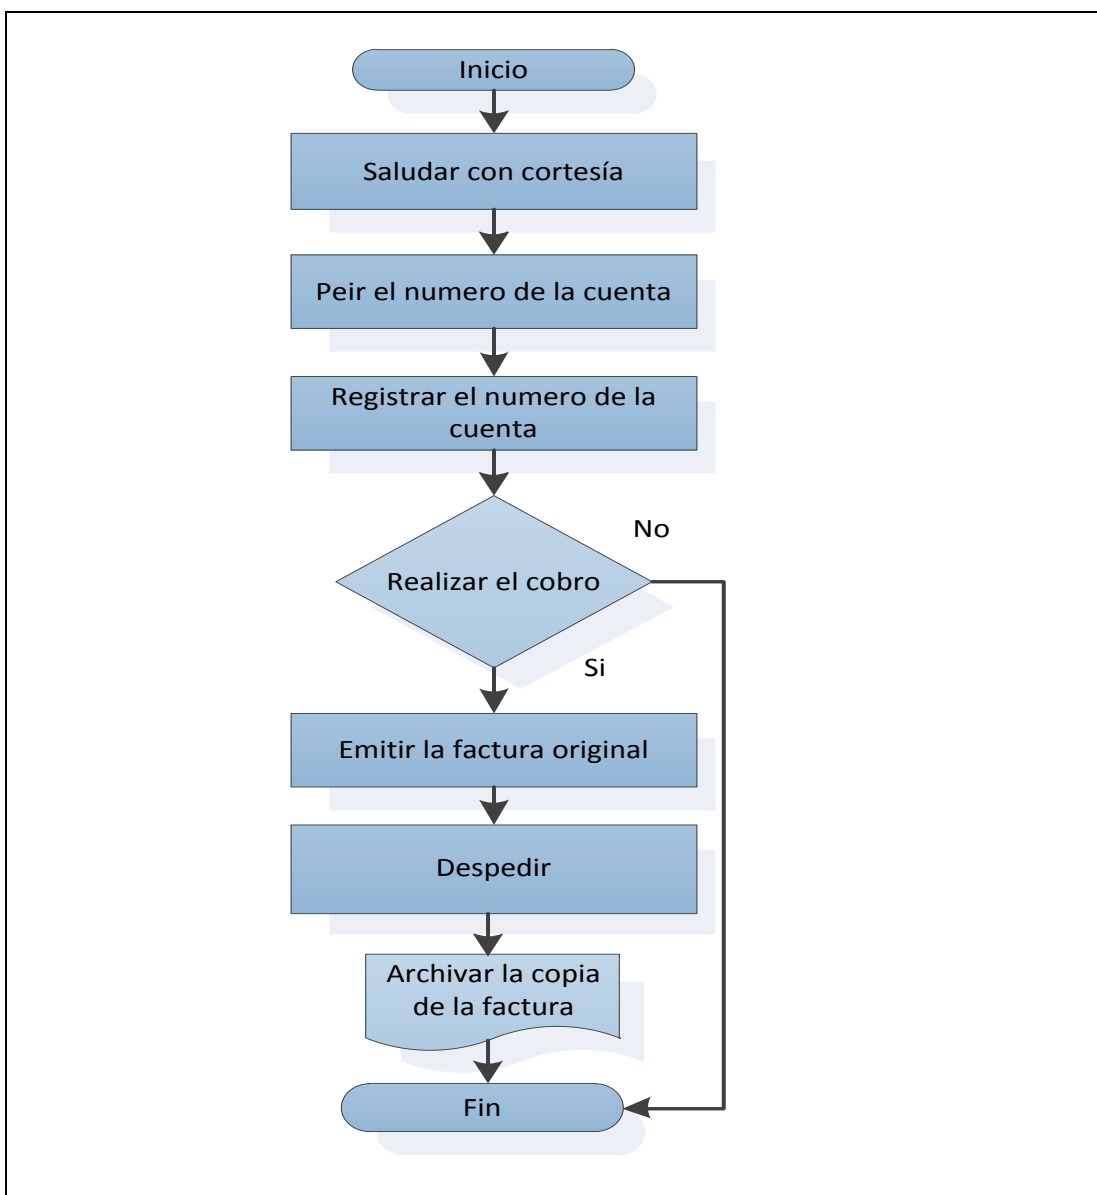 Inicio
Saludar con cortesía
Peir el numero de la cuenta
Registrar el numero de la
cuenta
No
Realizar el cobro
Si
Emitir la factura original
Despedir
Archivar la copia
de la factura
Fin